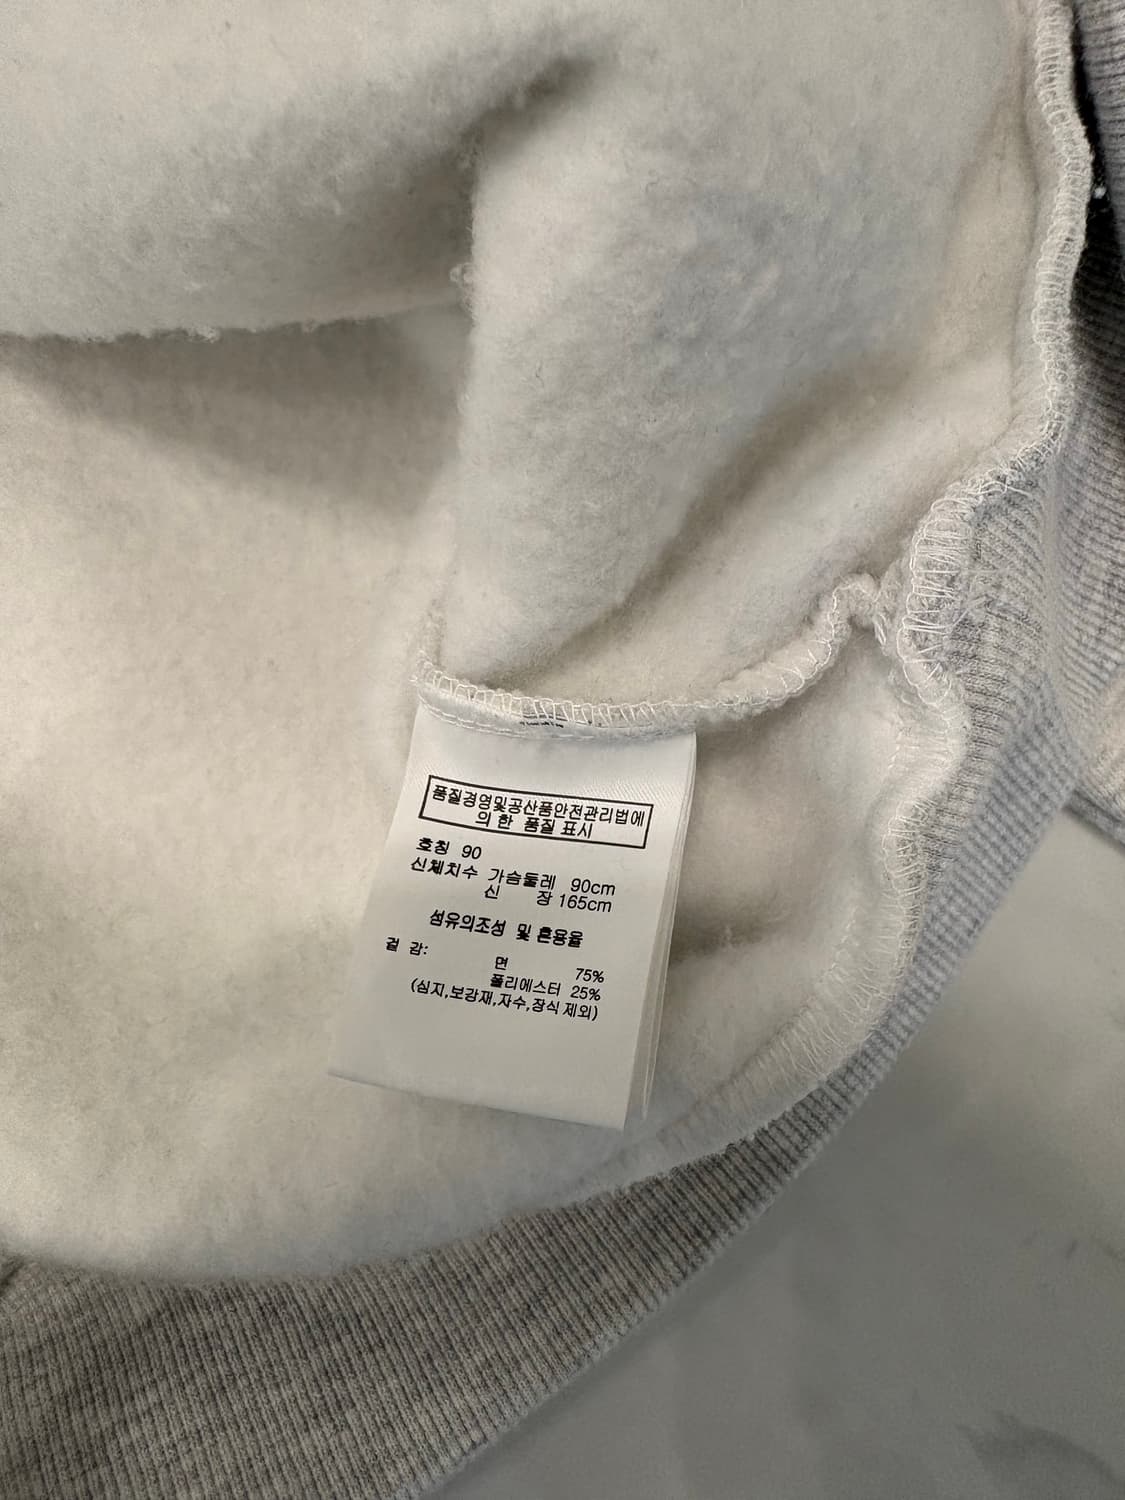 품질경영및공산품안전관리법에
의 한 품질 표시
호칭 90
신체치수 가슴둘레 90cm
신 장 165cm
섬유의조성 및 혼용율
겉 감:
면 75%
폴리에스터 25%
(심지,보강재,자수,장식 제외)